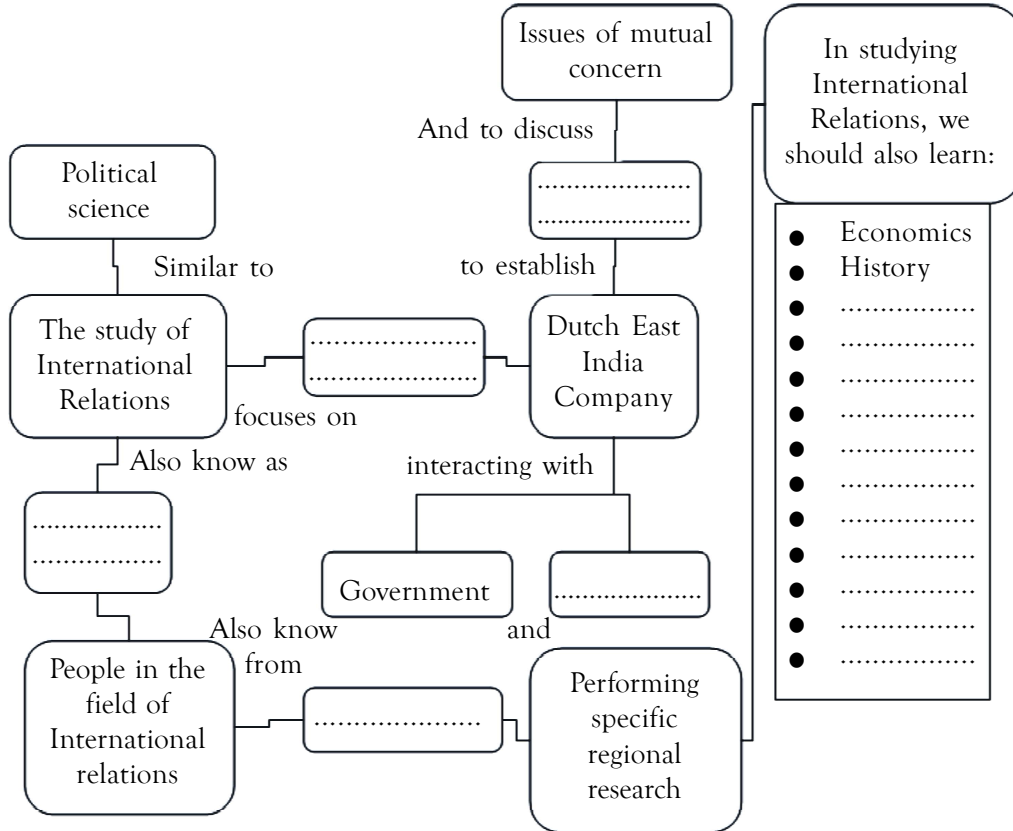 Issues of mutual
concern
And to discuss
....................
....................
to establish
Political
science
Similar to
The study of
International
Relations
focuses on
......................
......................
Dutch East
India
Company
Also know as
.................
.................
interacting with
Government
and
....................
People in the
field of
International
relations
Also know
from
......................
Performing
specific
regional
research
In studying
International
Relations, we
should also learn:
● Economics
● History
● ..................
● ..................
● ..................
● ..................
● ..................
● ..................
● ..................
● ..................
● ..................
● ..................
● ..................